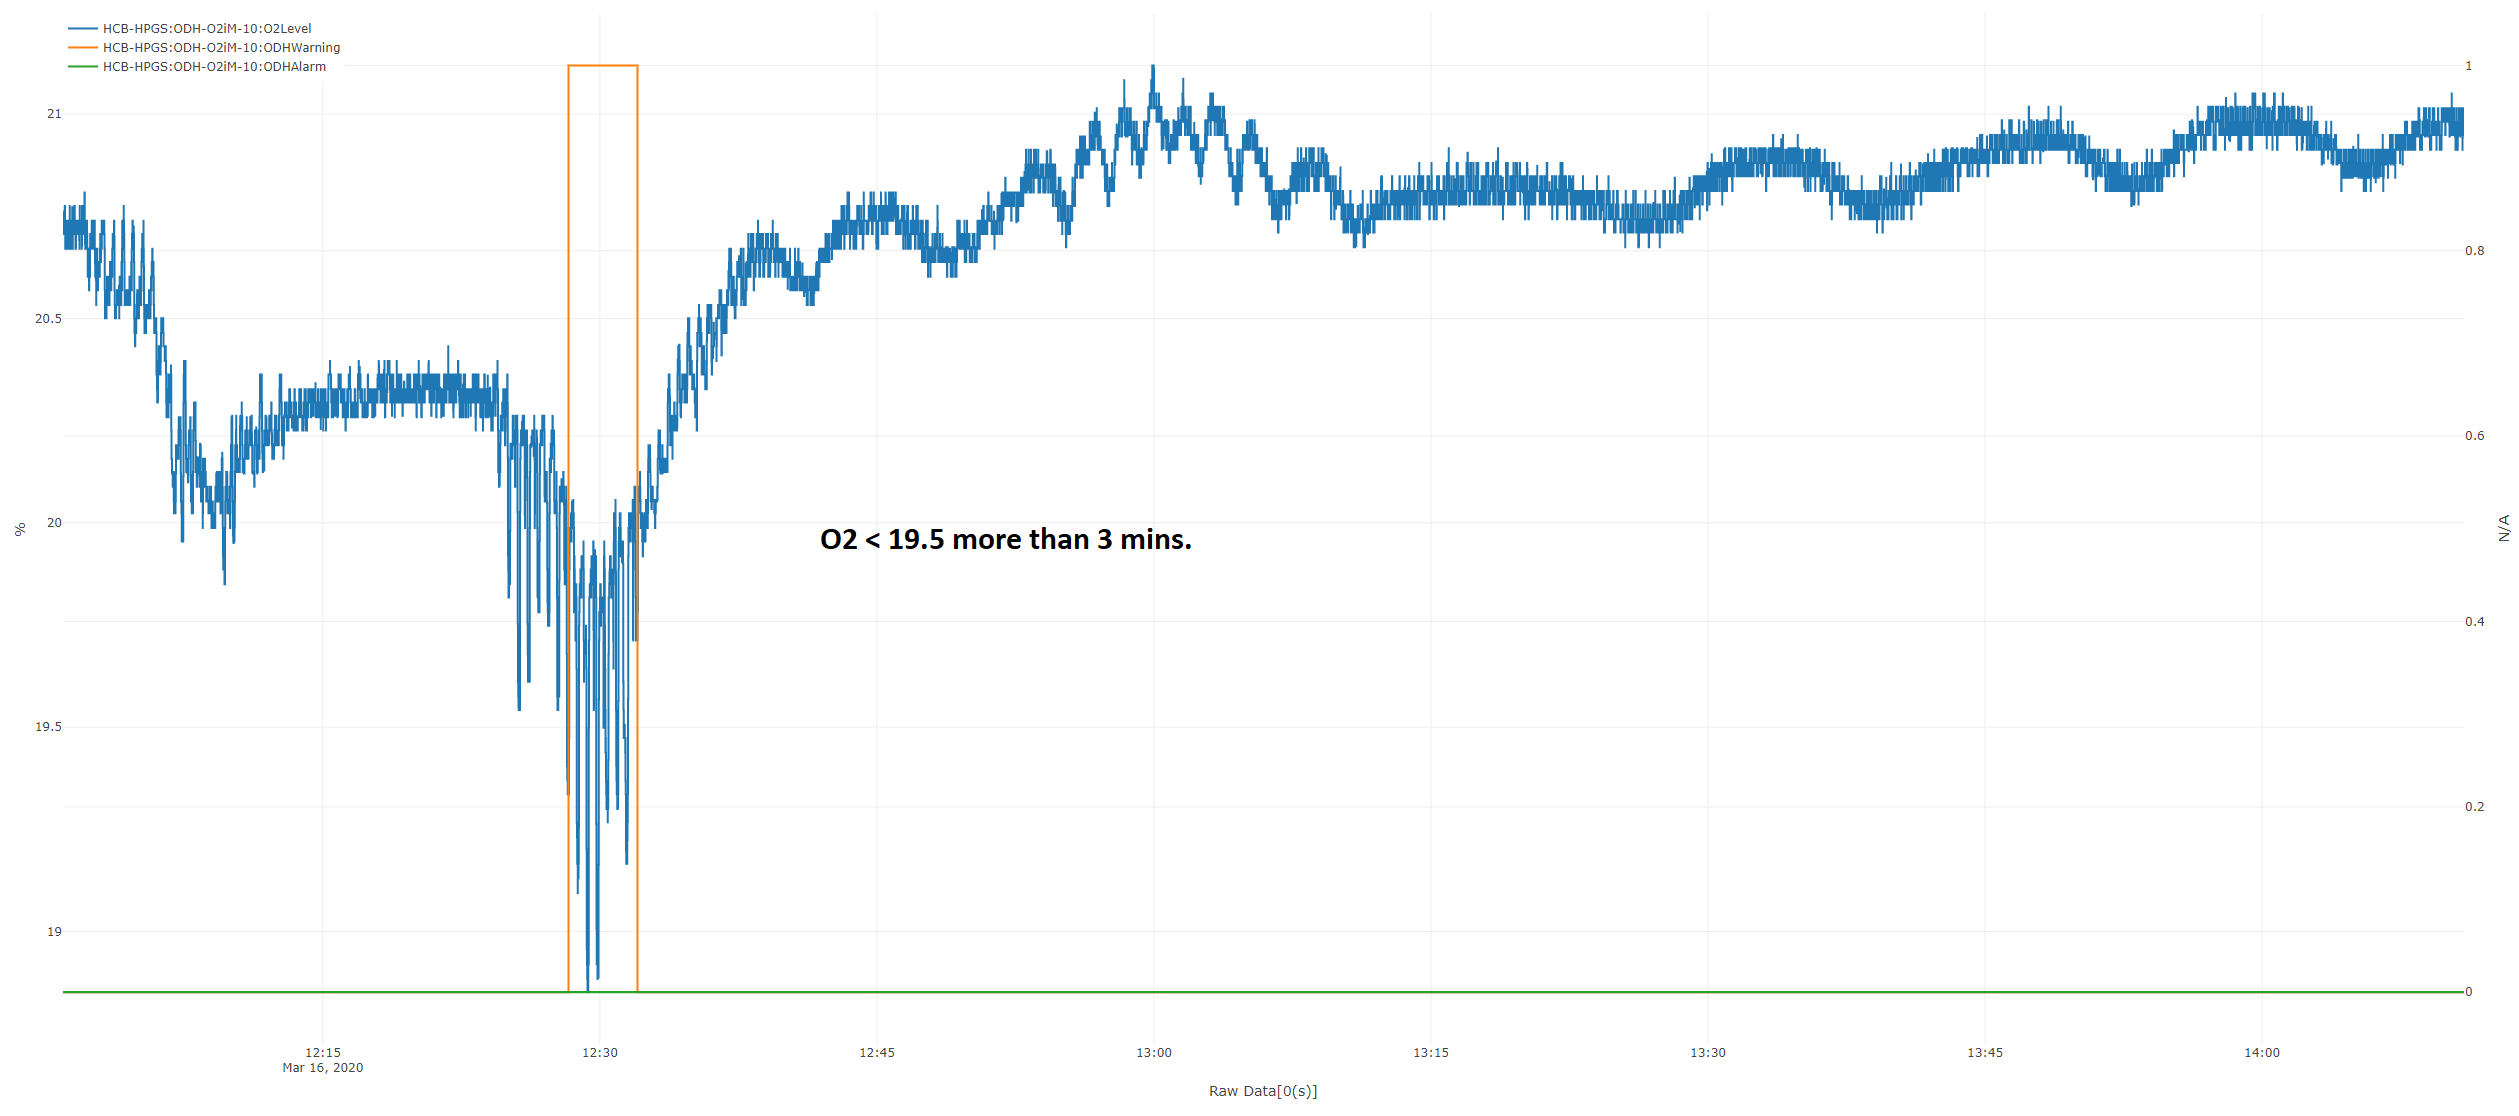 HCB-HPGS:ODH-O2iM-10:O2Level
HCB-HPGS:ODH-O2iM-10:ODHWarning
HCB-HPGS:ODH-O2iM-10:ODHAlarm
1
21
0.8
20.5
0.6
20
O2 < 19.5 more than 3 mins.
%
N/A
0.4
19.5
0.2
19
0
12:15 12:30 12:45 13:00 13:15 13:30 13:45 14:00
Mar 16, 2020
Raw Data[0(s)]